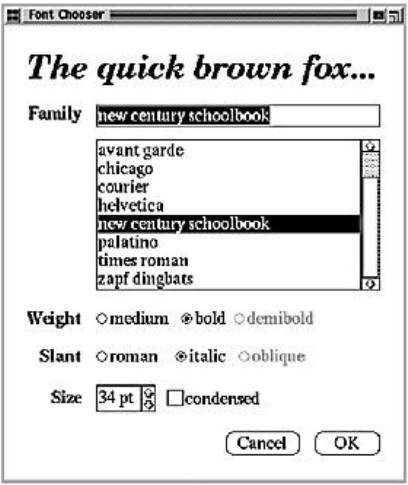 Font Chooser
The quick brown fox...
Family new century schoolbook
avant garde
chicago
courier
helvetica
new century schoolbook
palatino
times roman
zapf dingbats
Weight medium bold demibold
Slant roman italic oblique
Size 34 pt condensed
Cancel OK